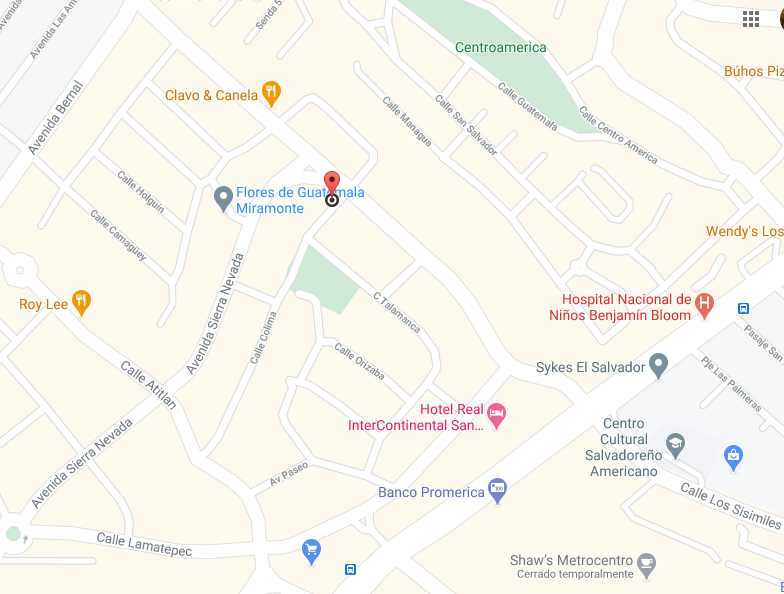 Avenida Las An
Senda 5
Centroamerica
Búhos Piz
Clavo & Canela
Avenida Bernal
Calle Managua
Calle San Salvador
Calle Guatemala
Calle Centro America
Calle Holguin
Calle Camagüey
Flores de Guatemala
Miramonte
Wendy's Los
Roy Lee
Avenida Sierra Nevada
Calle Colima
C Talamanca
Calle Orizaba
Hospital Nacional de
Niños Benjamín Bloom
H
Pasaje San
Sykes El Salvador
Pje Las Palmeras
Calle Atitlan
Hotel Real
InterContinental San...
Centro
Cultural
Salvadoreño
Americano
Avenida Sierra Nevada
Av Paseo
Banco Promerica
Calle Los Sisimiles
Calle Lamatepec
Shaw's Metrocentro
Cerrado temporalmente